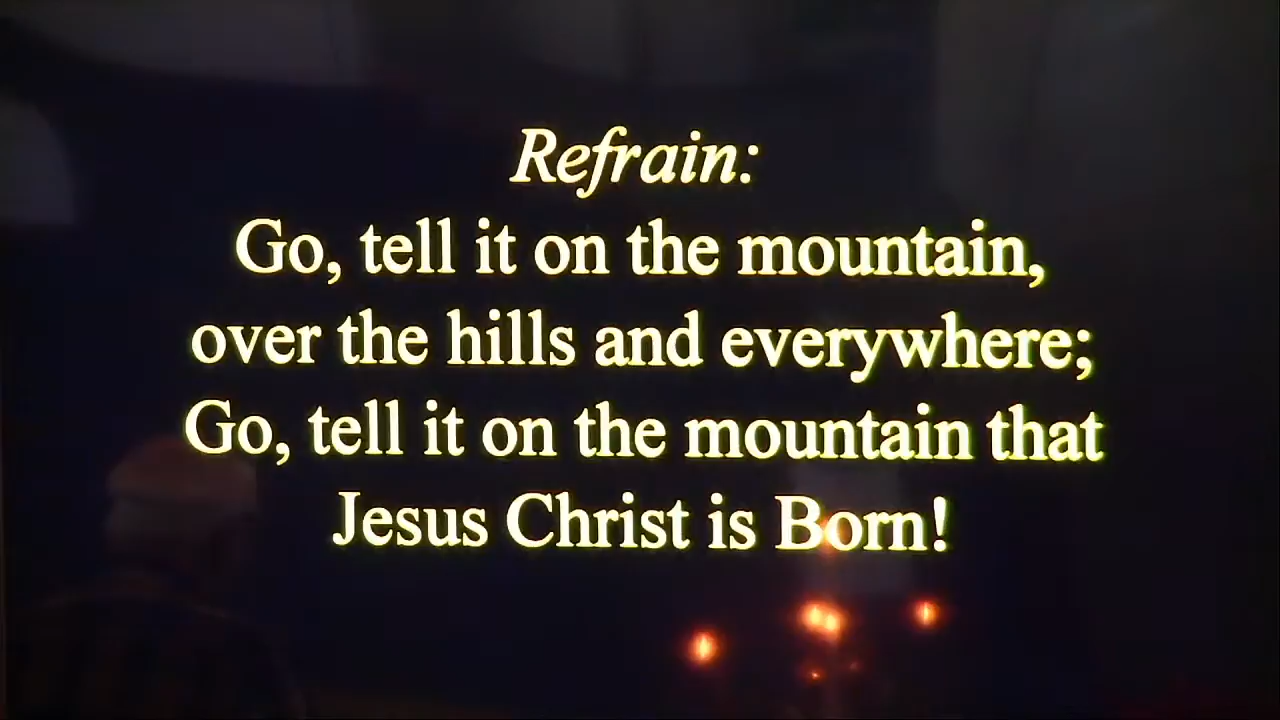 Refrain:
Go, tell it on the mountain,
over the hills and everywhere;
Go, tell it on the mountain that
Jesus Christ is Born!